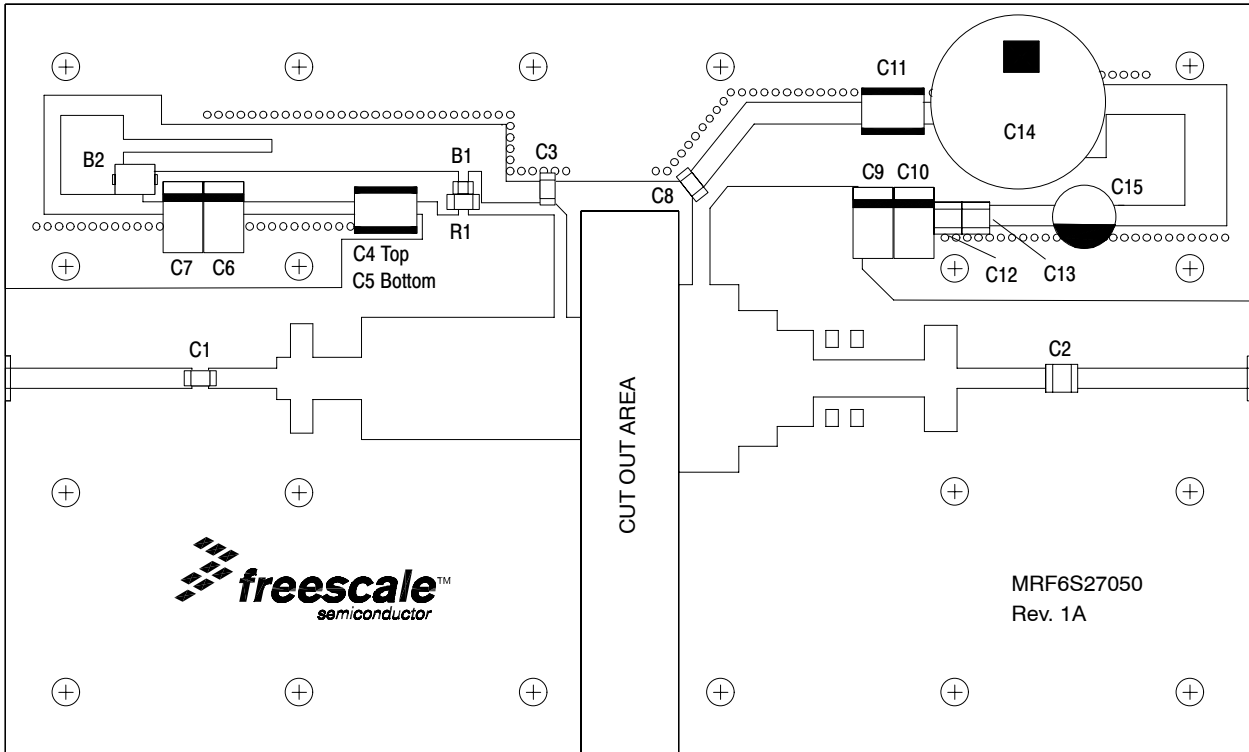 C11
C14
B2
B1
C3
C8
C9 C10
C15
R1
C7 C6
C4 Top
C5 Bottom
C12
C13
C1
C2
CUT OUT AREA
freescale™
semiconductor
MRF6S27050
Rev. 1A